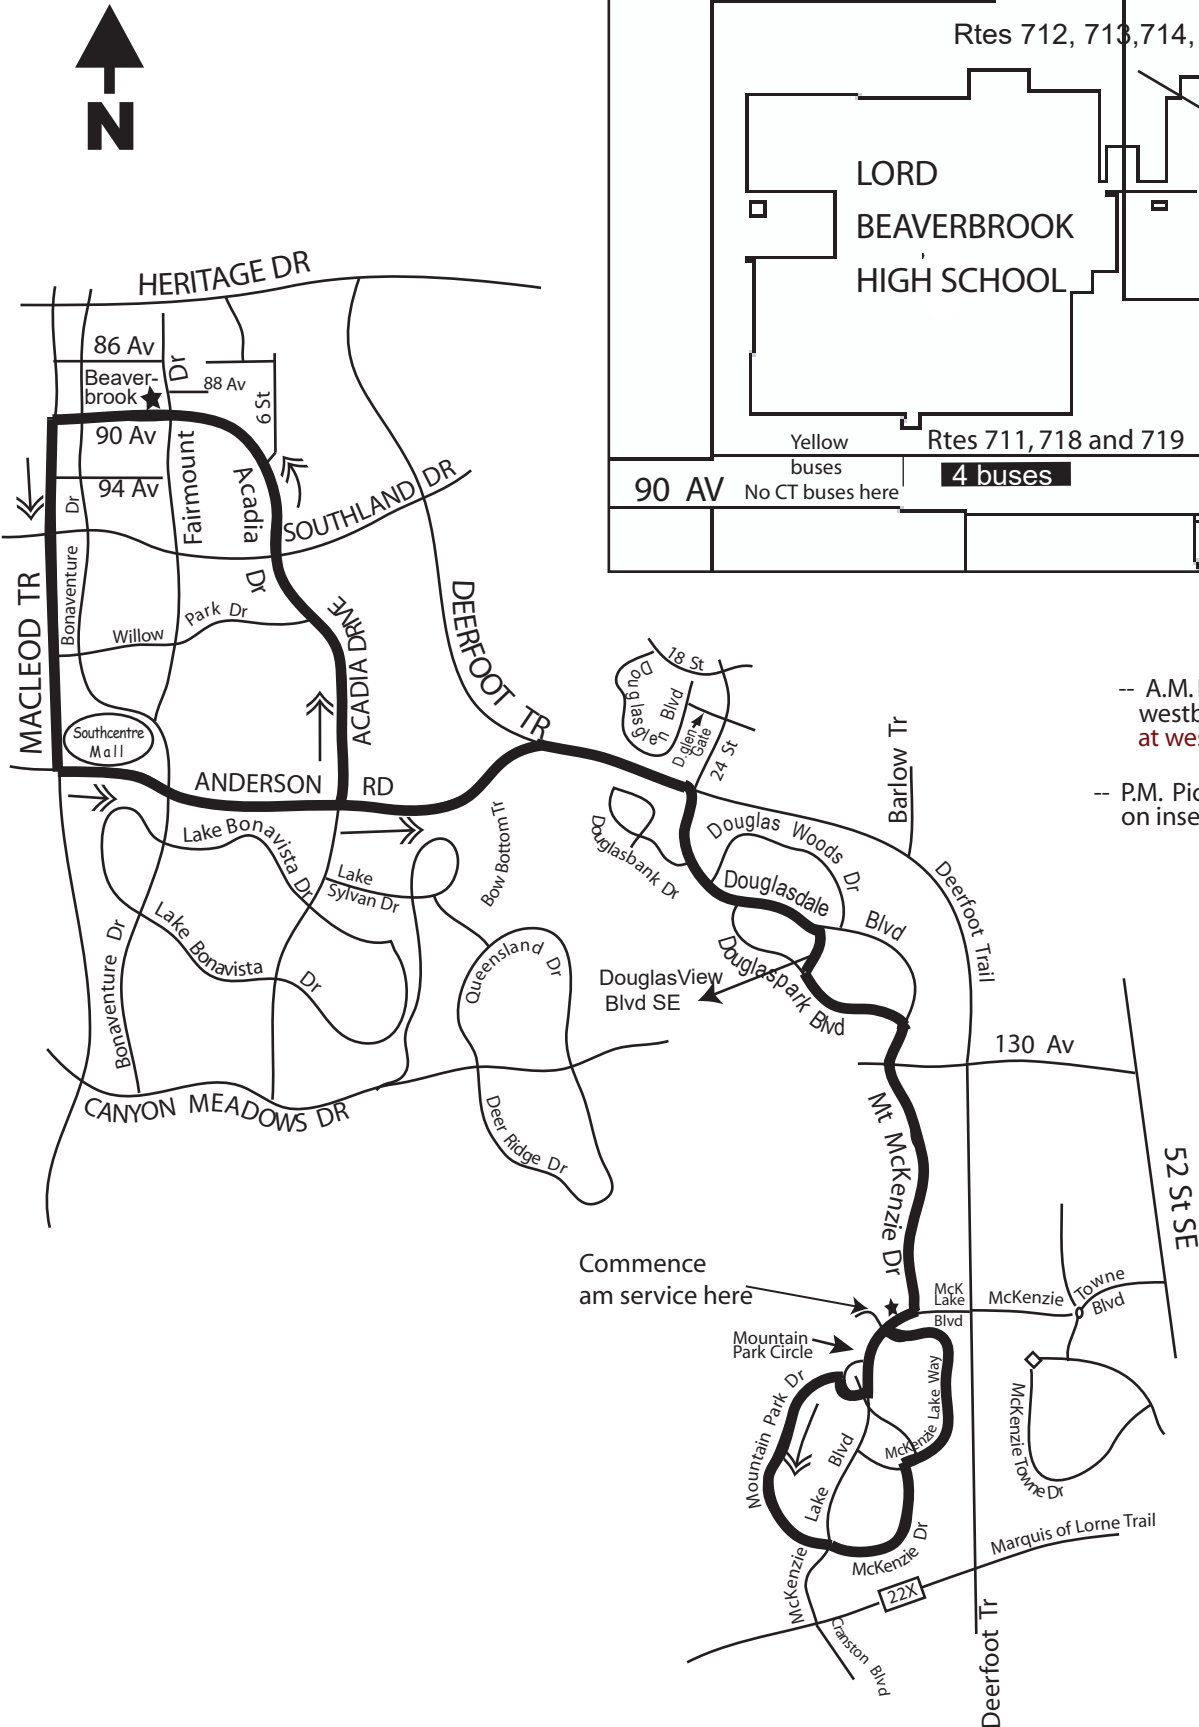 N
Rtes 712, 713,714,
LORD
BEAVERBROOK
HIGH SCHOOL
Yellow
buses
No CT buses here
Rtes 711, 718 and 719
4 buses
90 AV
HERITAGE DR
86 Av
Beaver-
brook
Dr
88 Av
6 St
90 Av
94 Av
Fairmount
Acadia
Dr
SOUTHLAND DR
Dr
Bonaventure
MACLEOD TR
Willow Park Dr
ACADIA DRIVE
DEERFOOT TR
Southcentre
Mall
ANDERSON RD
18 St
Douglasglen
Blvd
D.glen
Gate
24 St
Barlow Tr
-- A.M.
westb
at wes
-- P.M. Pic
on inse
Lake Bonavista Dr
Lake
Sylvan Dr
Bow Bottom Tr
Douglasbank Dr
Douglas Woods Dr
Douglasdale Blvd
Deerfoot Trail
Lake Bonavista Dr
Bonaventure Dr
Queensland Dr
DouglasView
Blvd SE
Douglaspark Blvd
130 Av
CANYON MEADOWS DR
Deer Ridge Dr
Mt McKenzie Dr
52 St SE
Commence
am service here
McK
Lake
Blvd
McKenzie Towne
Blvd
Mountain
Park Circle
Mountain Park Dr
McKenzie Lake Way
McKenzie Lake Blvd
McKenzie Dr
McKenzie Towne Dr
Marquis of Lorne Trail
22X
Cranston Blvd
Deerfoot Tr